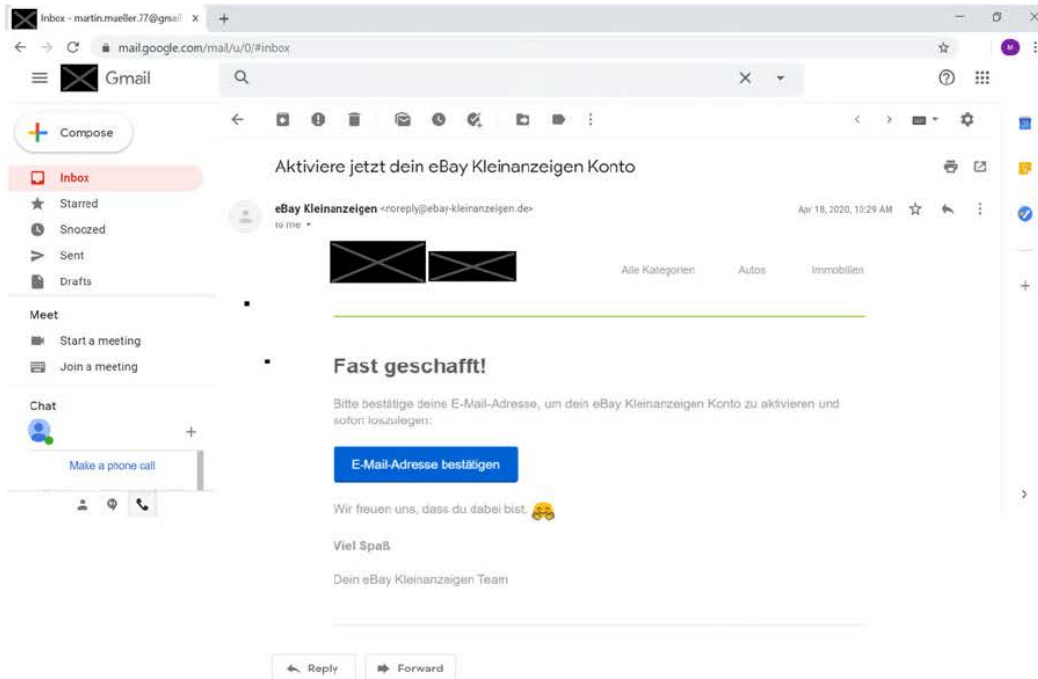 Inbox - martin.mueller.77@gmail
mail.google.com/mail/u/0/#inbox
M
Gmail
Compose
Inbox
Starred
Snoozed
Sent
Drafts
Meet
Start a meeting
Join a meeting
Chat
Make a phone call
Aktiviere jetzt dein eBay Kleinanzeigen Konto
eBay Kleinanzeigen <noreply@ebay-kleinanzeigen.de>
Apr 18, 2020, 10:29 AM
to me
Alle Kategorien Autos Immobilien
Fast geschafft!
Bitte bestätige deine E-Mail-Adresse, um dein eBay Kleinanzeigen Konto zu aktivieren und
sofort loszulegen:
E-Mail-Adresse bestätigen
Wir freuen uns, dass du dabei bist.
Viel Spaß
Dein eBay Kleinanzeigen Team
Reply Forward
31